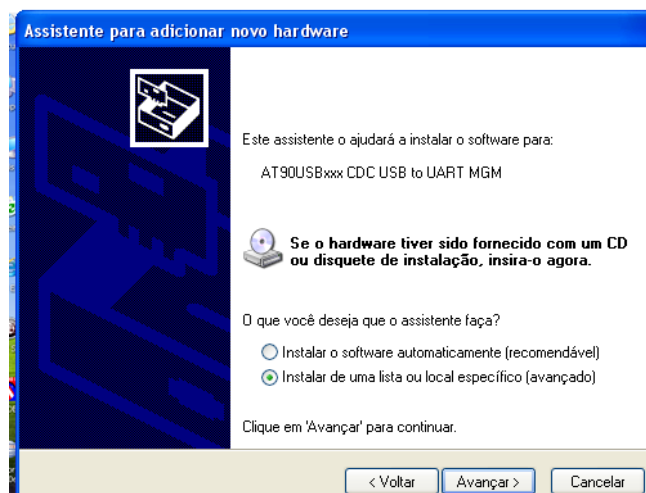 Assistente para adicionar novo hardware
Este assistente o ajudará a instalar o software para:
AT90USBxxx CDC USB to UART MGM
Se o hardware tiver sido fornecido com um CD
ou disquete de instalação, insira-o agora.
O que você deseja que o assistente faça?
Instalar o software automaticamente (recomendável)
Instalar de uma lista ou local específico (avançado)
Clique em 'Avançar' para continuar.
< Voltar
Avançar >
Cancelar